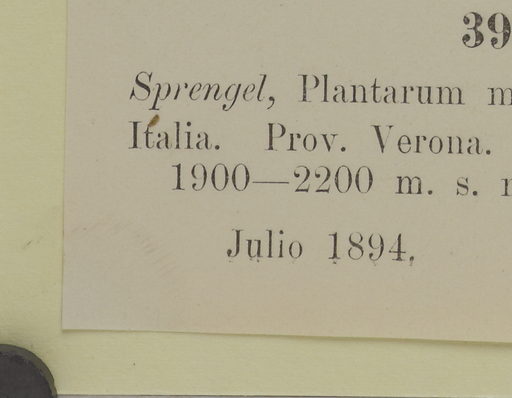 39
Sprengel, Plantarum m
Italia. Prov. Verona.
1900—2200 m. s.
Julio 1894.